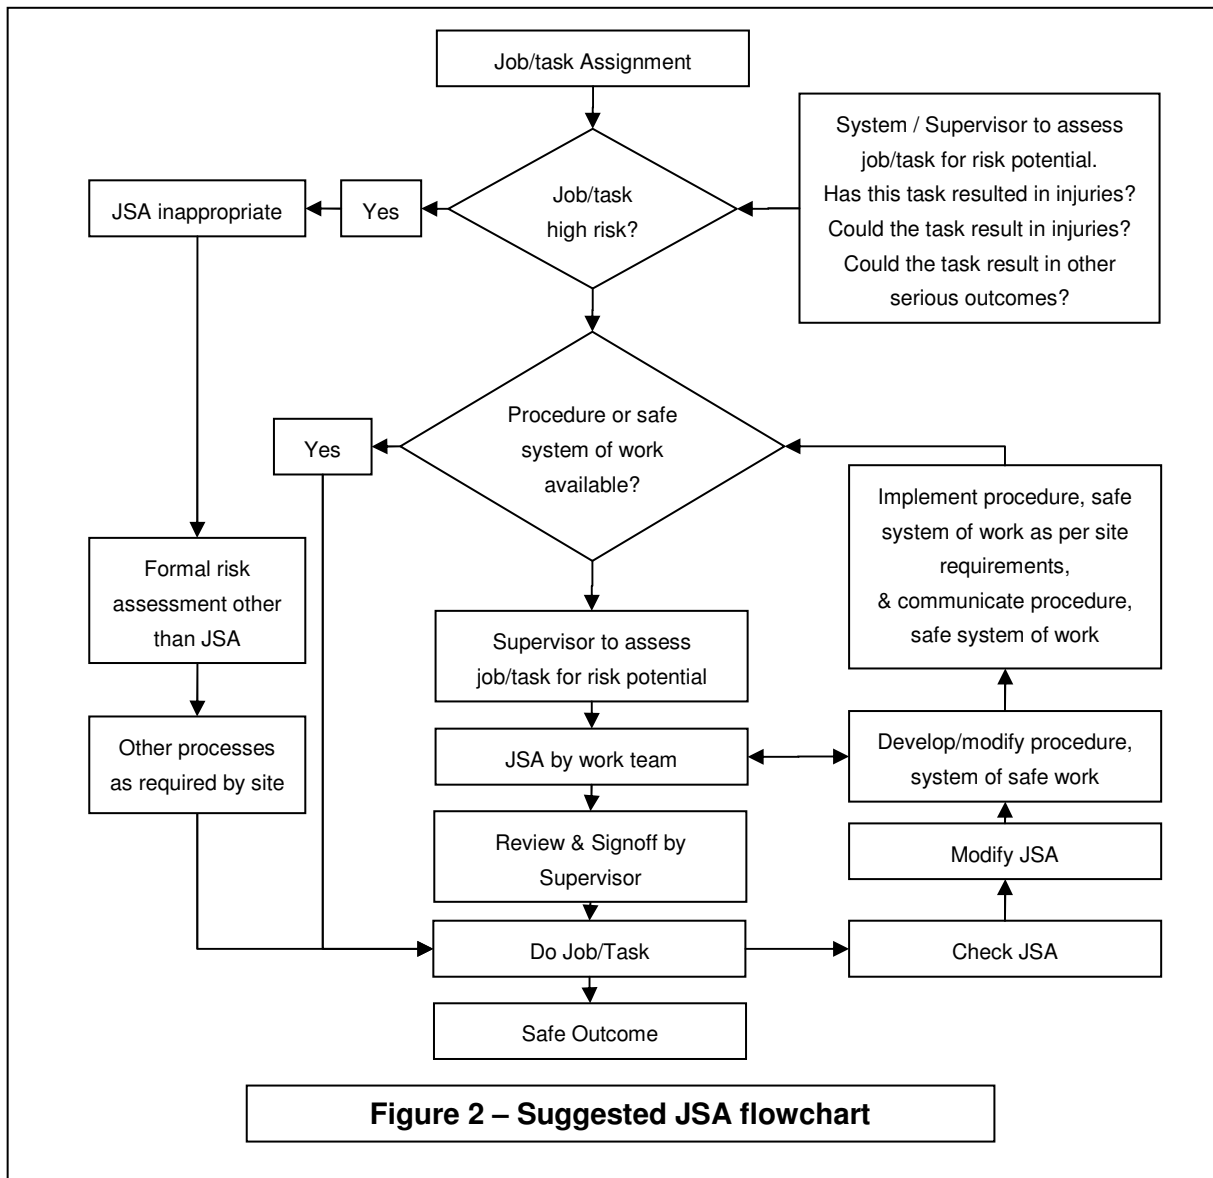 Job/task Assignment
System / Supervisor to assess
job/task for risk potential.
Has this task resulted in injuries?
Could the task result in injuries?
Could the task result in other
serious outcomes?
Job/task
high risk?
Yes
JSA inappropriate
Procedure or safe
system of work
available?
Yes
Implement procedure, safe
system of work as per site
requirements,
& communicate procedure,
safe system of work
Formal risk
assessment other
than JSA
Supervisor to assess
job/task for risk potential
Other processes
as required by site
JSA by work team
Develop/modify procedure,
system of safe work
Review & Signoff by
Supervisor
Modify JSA
Do Job/Task
Check JSA
Safe Outcome
Figure 2 – Suggested JSA flowchart